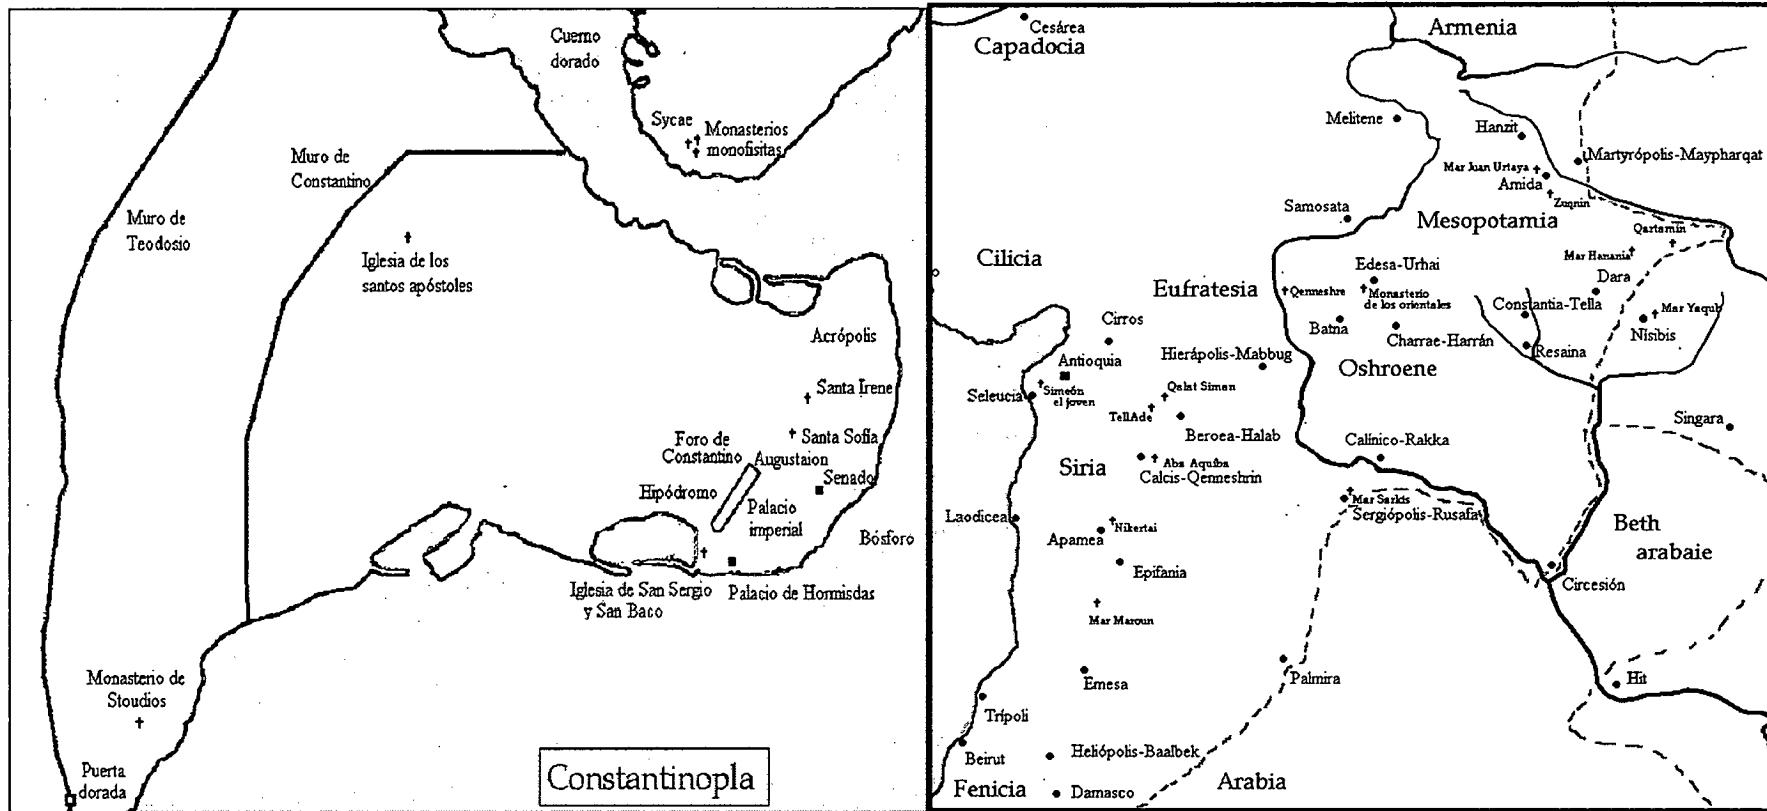 Cuerno
dorado
Sycae
Monasterios
monofisitas
Muro de
Constantino
Muro de
Teodosio
Iglesia de los
santos apóstoles
Acrópolis
Santa Irene
Santa Sofía
Foro de
Constantino
Augustaion
Senado
Hipódromo
Palacio
imperial
Bósforo
Iglesia de San Sergio
y San Baco
Palacio de Hormisdas
Monasterio de
Stoudios
Puerta
dorada
Constantinopla
Cesárea
Capadocia
Armenia
Melitene
Hanzit
Martyrópolis-Maypharqat
Mar Juan Urtaya
Amida
Zuqnin
Samosata
Mesopotamia
Qartamin
Cilicia
Mar Hanania
Edesa-Urhai
Dara
Eufratesia
Qenneshre
Monasterio
de los orientales
Constantia-Tella
Mar Yaqub
Cirros
Batna
Charrae-Harrán
Nísibis
Antioquia
Hierápolis-Mabbug
Resaina
Oshroene
Seleucia
Simeón
el joven
Qalat Siman
TellAde
Beroea-Halab
Singara
Calínico-Rakka
Siria
Aba Aquiba
Calcis-Qenneshrin
Mar Sarkis
Sergiópolis-Rusafa
Laodicea
Nikertai
Apamea
Beth
arabaie
Epifanía
Circesión
Mar Maroun
Emesa
Palmira
Hit
Trípoli
Beirut
Heliópolis-Baalbek
Fenicia
Damasco
Arabia